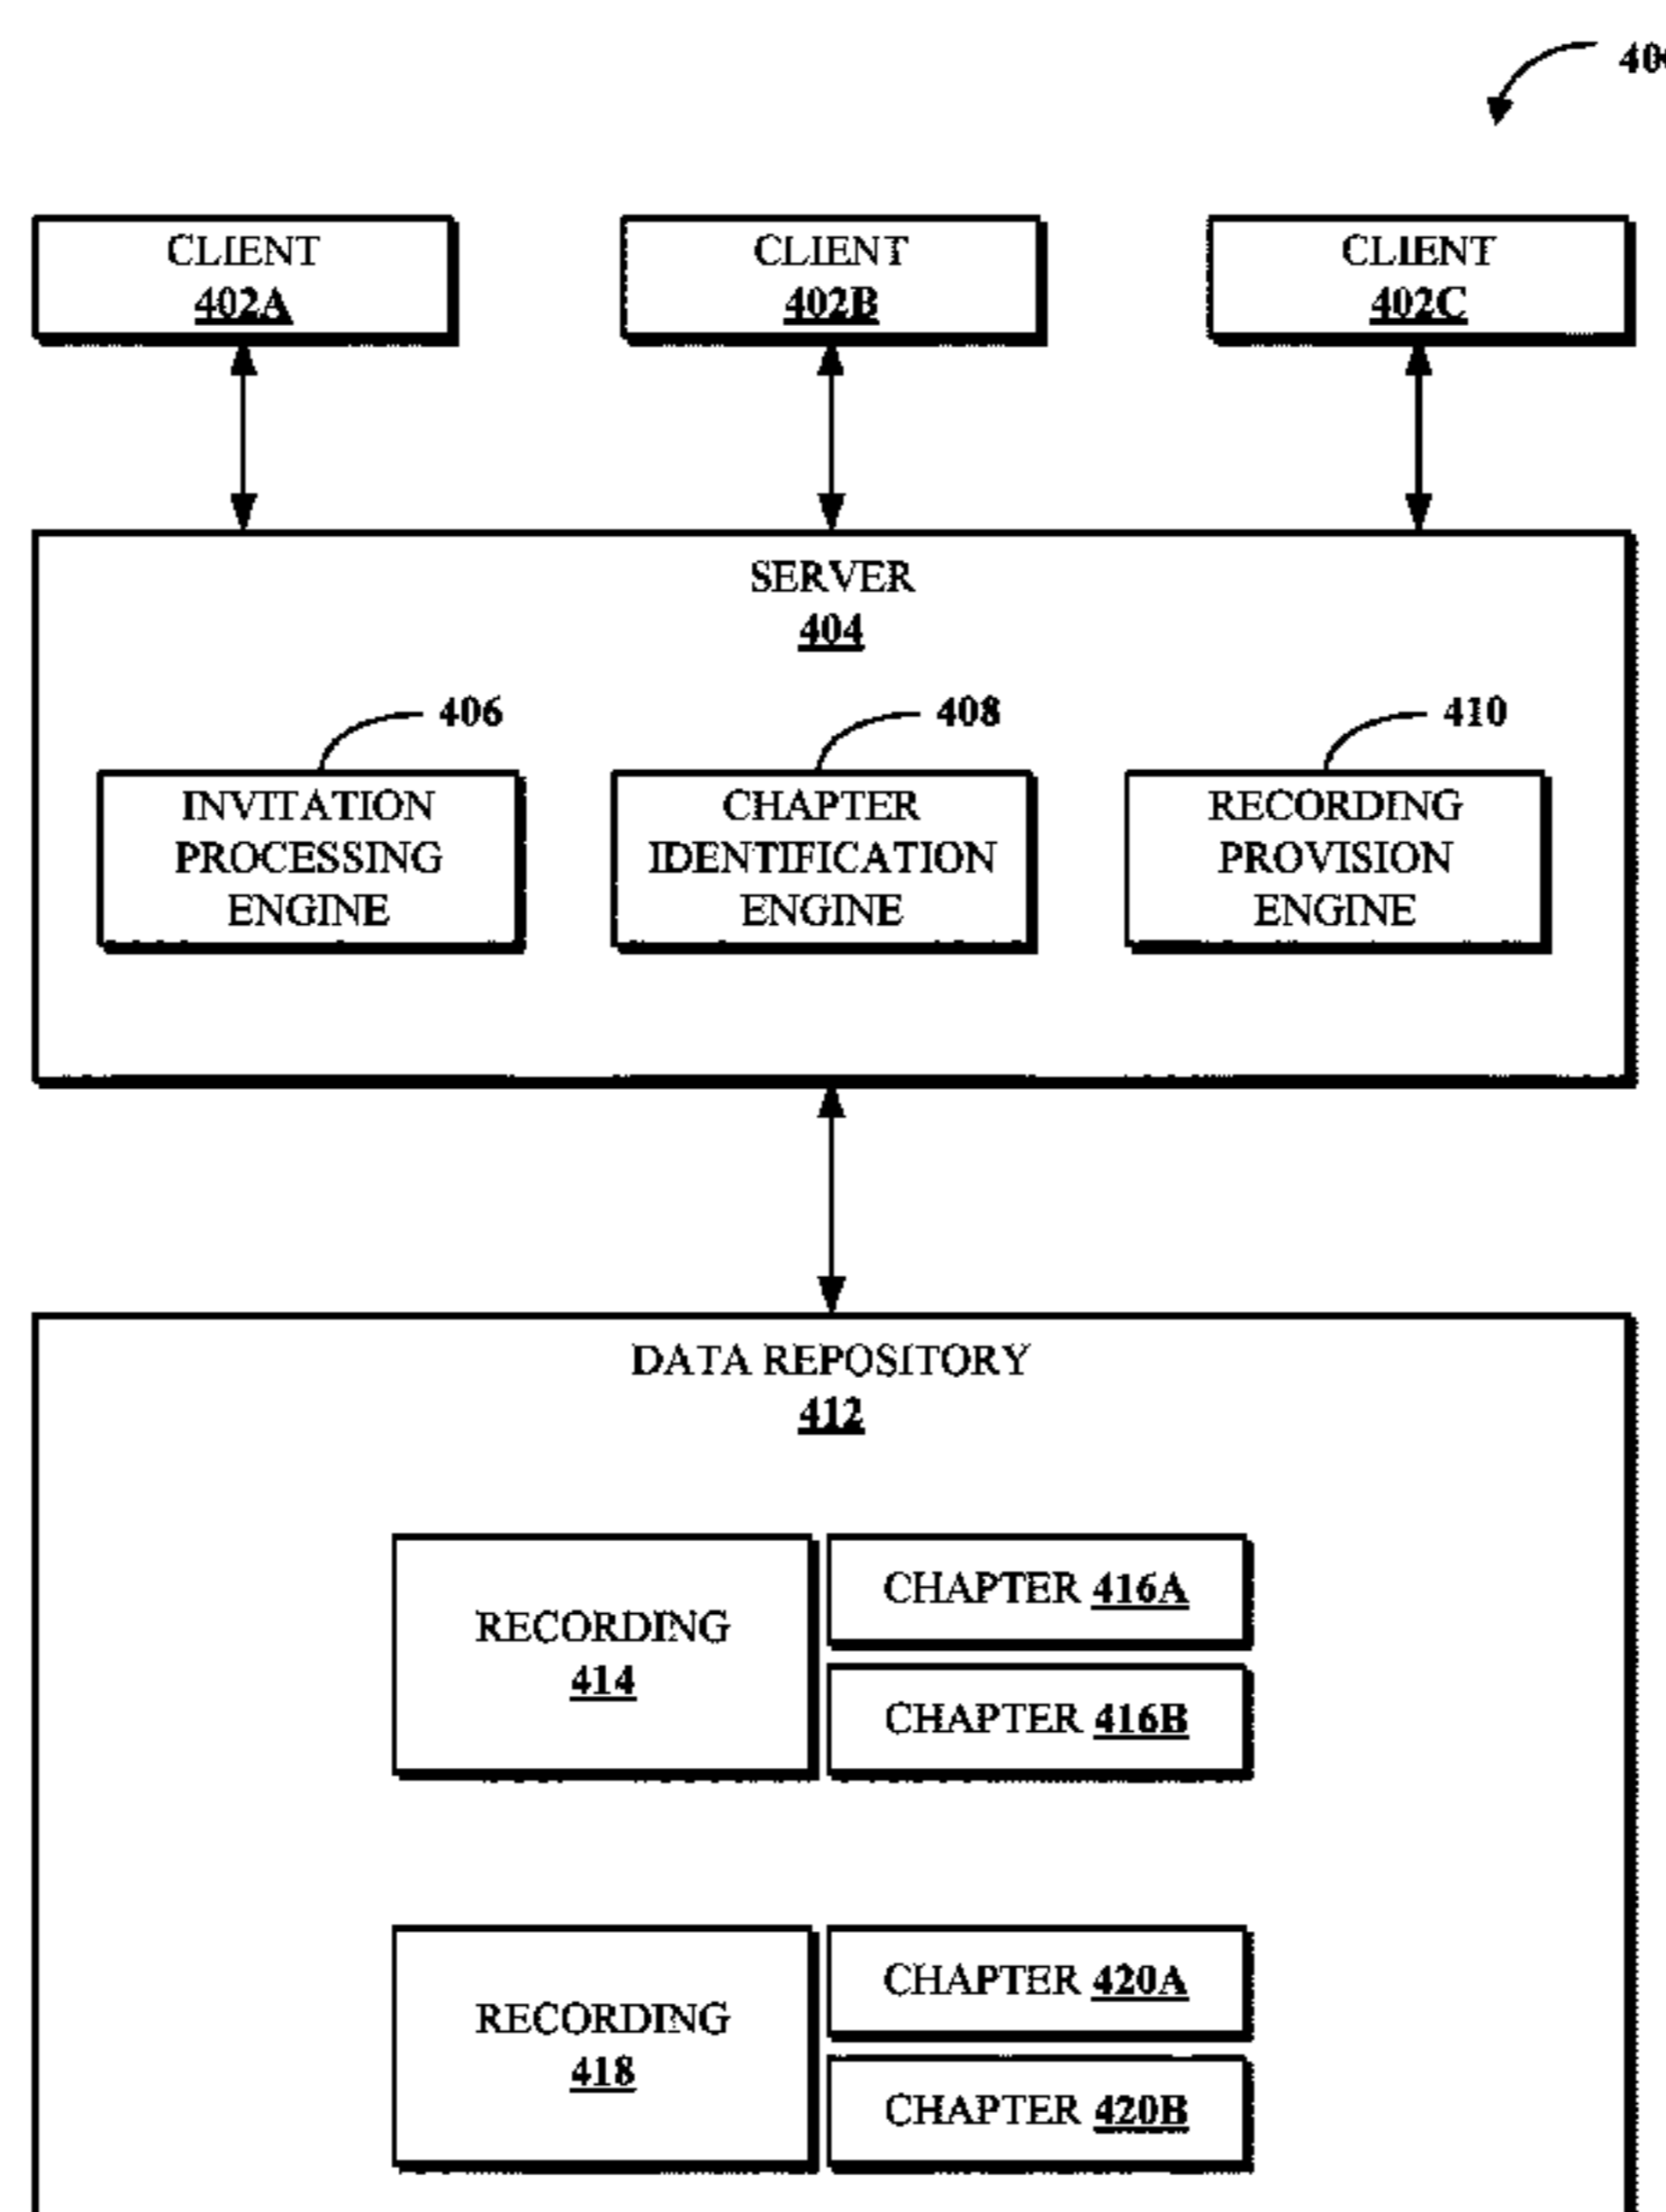 CLIENT
402A
CLIENT
402B
CLIENT
402C
SERVER
404
406
408
410
INVITATION
PROCESSING
ENGINE
CHAPTER
IDENTIFICATION
ENGINE
RECORDING
PROVISION
ENGINE
DATA REPOSITORY
412
RECORDING
414
CHAPTER 416A
CHAPTER 416B
RECORDING
418
CHAPTER 420A
CHAPTER 420B